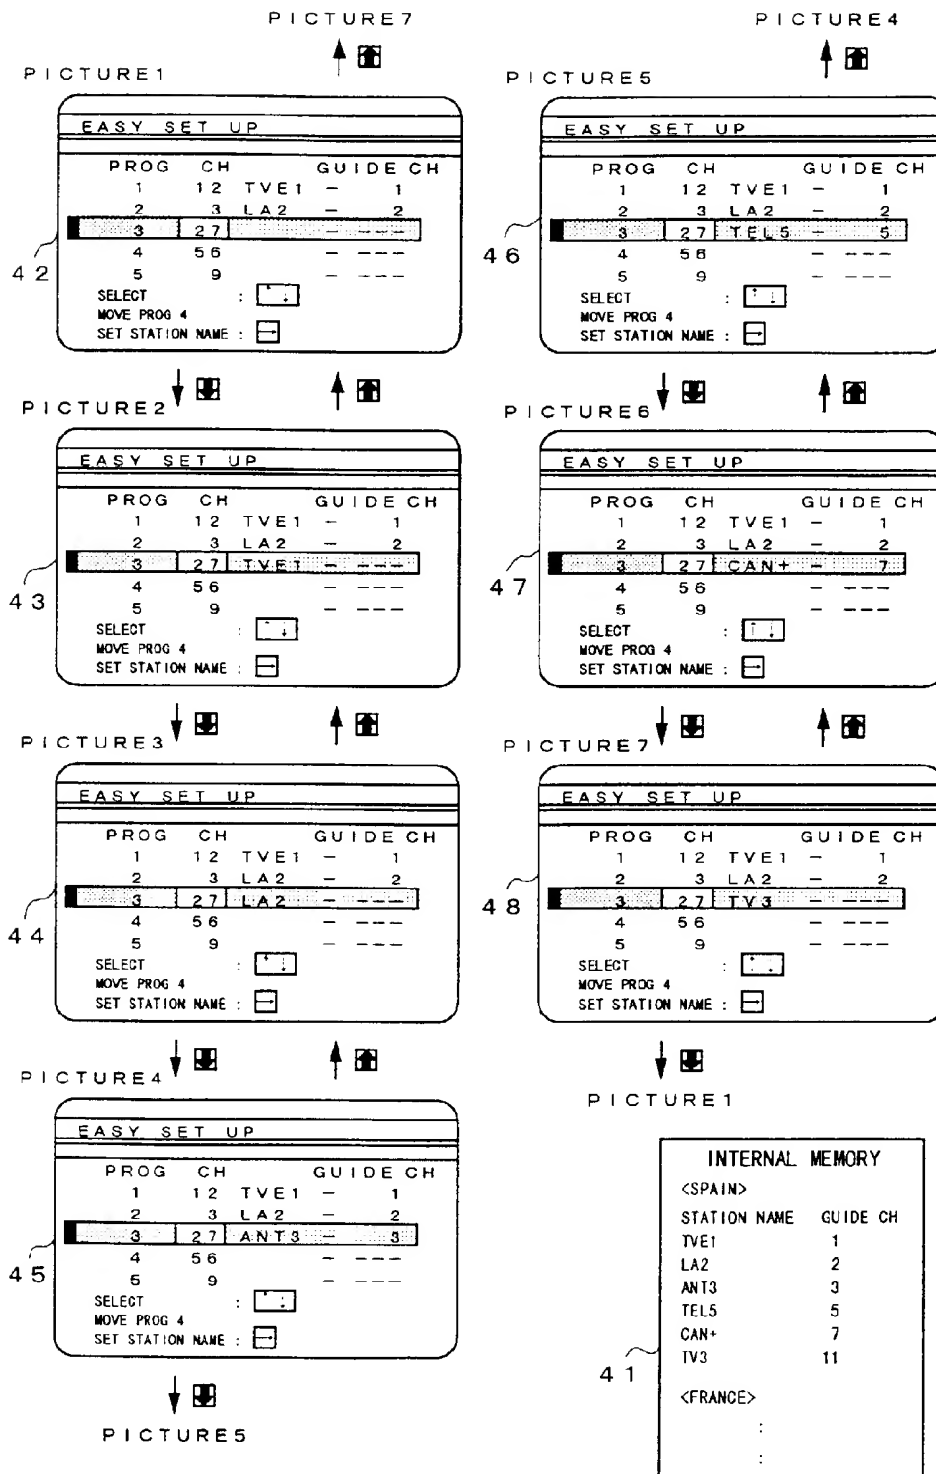 PICTURE7
PICTURE1
EASY SET UP
PROG CH GUIDE CH
1 12 TVE1 – 1
2 3 LA2 – 2
3 27 – ---
4 56 – ---
5 9 – ---
SELECT : ↑ ↓
MOVE PROG 4
SET STATION NAME : →
42
PICTURE2
EASY SET UP
PROG CH GUIDE CH
1 12 TVE1 – 1
2 3 LA2 – 2
3 27 TVE1 – ---
4 56 – ---
5 9 – ---
SELECT : ↑ ↓
MOVE PROG 4
SET STATION NAME : →
43
PICTURE3
EASY SET UP
PROG CH GUIDE CH
1 12 TVE1 – 1
2 3 LA2 – 2
3 27 LA2 – ---
4 56 – ---
5 9 – ---
SELECT : ↑ ↓
MOVE PROG 4
SET STATION NAME : →
44
PICTURE4
EASY SET UP
PROG CH GUIDE CH
1 12 TVE1 – 1
2 3 LA2 – 2
3 27 ANT3 – 3
4 56 – ---
5 9 – ---
SELECT : ↑ ↓
MOVE PROG 4
SET STATION NAME : →
45
PICTURE5
PICTURE4
PICTURE5
EASY SET UP
PROG CH GUIDE CH
1 12 TVE1 – 1
2 3 LA2 – 2
3 27 TEL5 – 5
4 56 – ---
5 9 – ---
SELECT : ↑ ↓
MOVE PROG 4
SET STATION NAME : →
46
PICTURE6
EASY SET UP
PROG CH GUIDE CH
1 12 TVE1 – 1
2 3 LA2 – 2
3 27 CAN+ – 7
4 56 – ---
5 9 – ---
SELECT : ↑ ↓
MOVE PROG 4
SET STATION NAME : →
47
PICTURE7
EASY SET UP
PROG CH GUIDE CH
1 12 TVE1 – 1
2 3 LA2 – 2
3 27 TV3 – ---
4 56 – ---
5 9 – ---
SELECT : ↑ ↓
MOVE PROG 4
SET STATION NAME : →
48
PICTURE1
INTERNAL MEMORY
<SPAIN>
STATION NAME GUIDE CH
TVE1 1
LA2 2
ANT3 3
TEL5 5
CAN+ 7
TV3 11
41
<FRANCE>
:
: